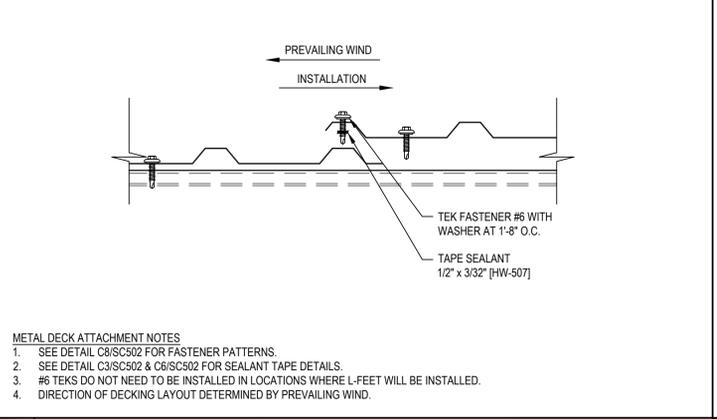 PREVAILING WIND
INSTALLATION
TEK FASTENER #6 WITH
WASHER AT 1'-8" O.C.
TAPE SEALANT
1/2" x 3/32" [HW-507]
METAL DECK ATTACHMENT NOTES
1. SEE DETAIL C8/SC502 FOR FASTENER PATTERNS.
2. SEE DETAIL C3/SC502 & C6/SC502 FOR SEALANT TAPE DETAILS.
3. #6 TEKS DO NOT NEED TO BE INSTALLED IN LOCATIONS WHERE L-FEET WILL BE INSTALLED.
4. DIRECTION OF DECKING LAYOUT DETERMINED BY PREVAILING WIND.